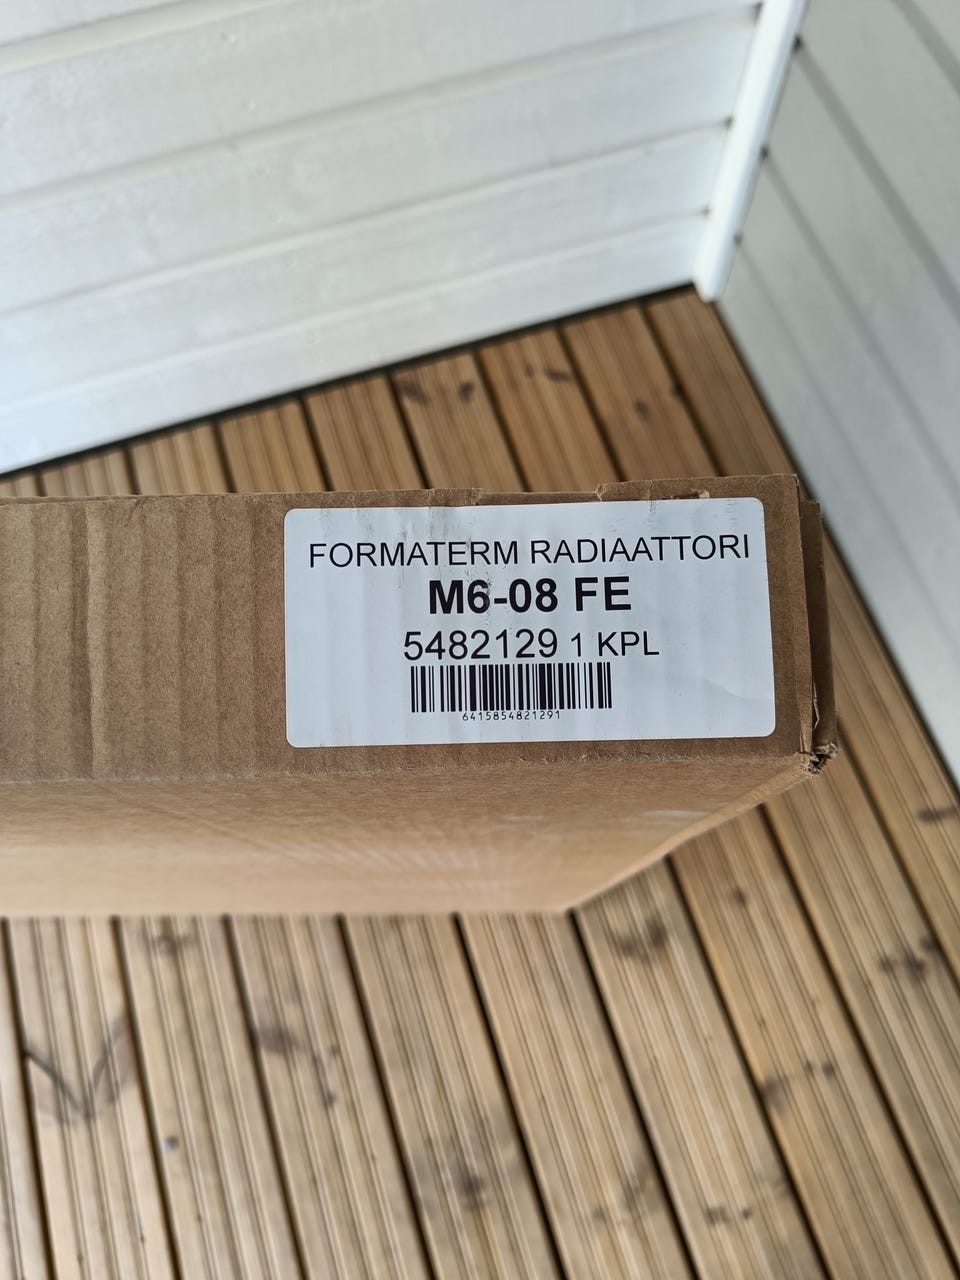 FORMATERM RADIAATTORI
M6-08 FE
5482129 1 KPL
6415854821291